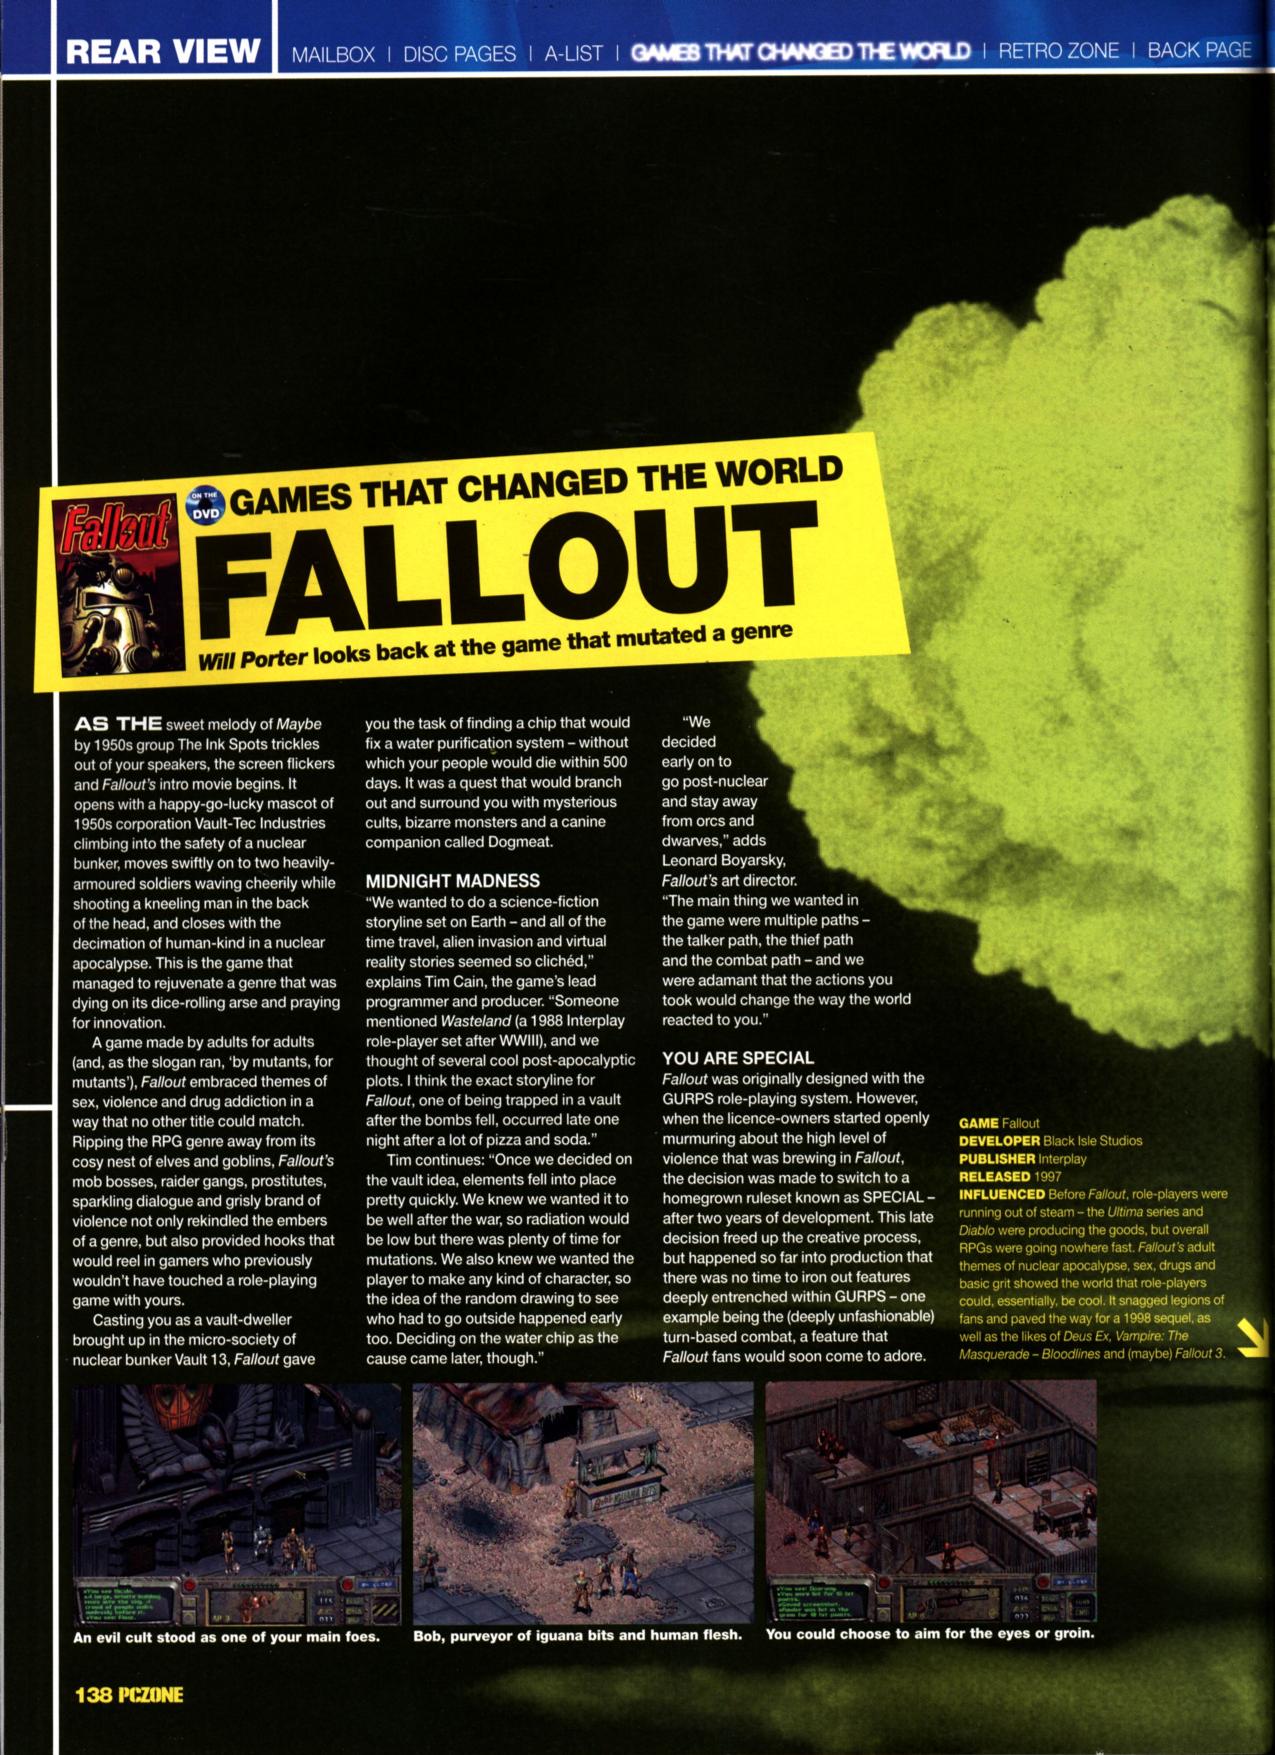 REAR VIEW
MAILBOX | DISC PAGES | A-LIST | GAMES THAT CHANGED THE WORLD | RETRO ZONE | BACK PAGE
Fallout
ON THE
DVD
GAMES THAT CHANGED THE WORLD
FALLOUT
Will Porter looks back at the game that mutated a genre
AS THE sweet melody of Maybe
by 1950s group The Ink Spots trickles
out of your speakers, the screen flickers
and Fallout's intro movie begins. It
opens with a happy-go-lucky mascot of
1950s corporation Vault-Tec Industries
climbing into the safety of a nuclear
bunker, moves swiftly on to two heavily-
armoured soldiers waving cheerily while
shooting a kneeling man in the back
of the head, and closes with the
decimation of human-kind in a nuclear
apocalypse. This is the game that
managed to rejuvenate a genre that was
dying on its dice-rolling arse and praying
for innovation.
A game made by adults for adults
(and, as the slogan ran, 'by mutants, for
mutants'), Fallout embraced themes of
sex, violence and drug addiction in a
way that no other title could match.
Ripping the RPG genre away from its
cosy nest of elves and goblins, Fallout's
mob bosses, raider gangs, prostitutes,
sparkling dialogue and grisly brand of
violence not only rekindled the embers
of a genre, but also provided hooks that
would reel in gamers who previously
wouldn't have touched a role-playing
game with yours.
Casting you as a vault-dweller
brought up in the micro-society of
nuclear bunker Vault 13, Fallout gave
you the task of finding a chip that would
fix a water purification system – without
which your people would die within 500
days. It was a quest that would branch
out and surround you with mysterious
cults, bizarre monsters and a canine
companion called Dogmeat.
MIDNIGHT MADNESS
"We wanted to do a science-fiction
storyline set on Earth – and all of the
time travel, alien invasion and virtual
reality stories seemed so clichéd,"
explains Tim Cain, the game's lead
programmer and producer. "Someone
mentioned Wasteland (a 1988 Interplay
role-player set after WWIII), and we
thought of several cool post-apocalyptic
plots. I think the exact storyline for
Fallout, one of being trapped in a vault
after the bombs fell, occurred late one
night after a lot of pizza and soda."
Tim continues: "Once we decided on
the vault idea, elements fell into place
pretty quickly. We knew we wanted it to
be well after the war, so radiation would
be low but there was plenty of time for
mutations. We also knew we wanted the
player to make any kind of character, so
the idea of the random drawing to see
who had to go outside happened early
too. Deciding on the water chip as the
cause came later, though."
"We
decided
early on to
go post-nuclear
and stay away
from orcs and
dwarves," adds
Leonard Boyarsky,
Fallout's art director.
"The main thing we wanted in
the game were multiple paths –
the talker path, the thief path
and the combat path – and we
were adamant that the actions you
took would change the way the world
reacted to you."
YOU ARE SPECIAL
Fallout was originally designed with the
GURPS role-playing system. However,
when the licence-owners started openly
murmuring about the high level of
violence that was brewing in Fallout,
the decision was made to switch to a
homegrown ruleset known as SPECIAL –
after two years of development. This late
decision freed up the creative process,
but happened so far into production that
there was no time to iron out features
deeply entrenched within GURPS – one
example being the (deeply unfashionable)
turn-based combat, a feature that
Fallout fans would soon come to adore.
GAME Fallout
DEVELOPER Black Isle Studios
PUBLISHER Interplay
RELEASED 1997
INFLUENCED Before Fallout, role-players were
running out of steam – the Ultima series and
Diablo were producing the goods, but overall
RPGs were going nowhere fast. Fallout's adult
themes of nuclear apocalypse, sex, drugs and
basic grit showed the world that role-players
could, essentially, be cool. It snagged legions of
fans and paved the way for a 1998 sequel, as
well as the likes of Deus Ex, Vampire: The
Masquerade – Bloodlines and (maybe) Fallout 3.
An evil cult stood as one of your main foes.
Bob, purveyor of iguana bits and human flesh.
You could choose to aim for the eyes or groin.
138 PCZONE